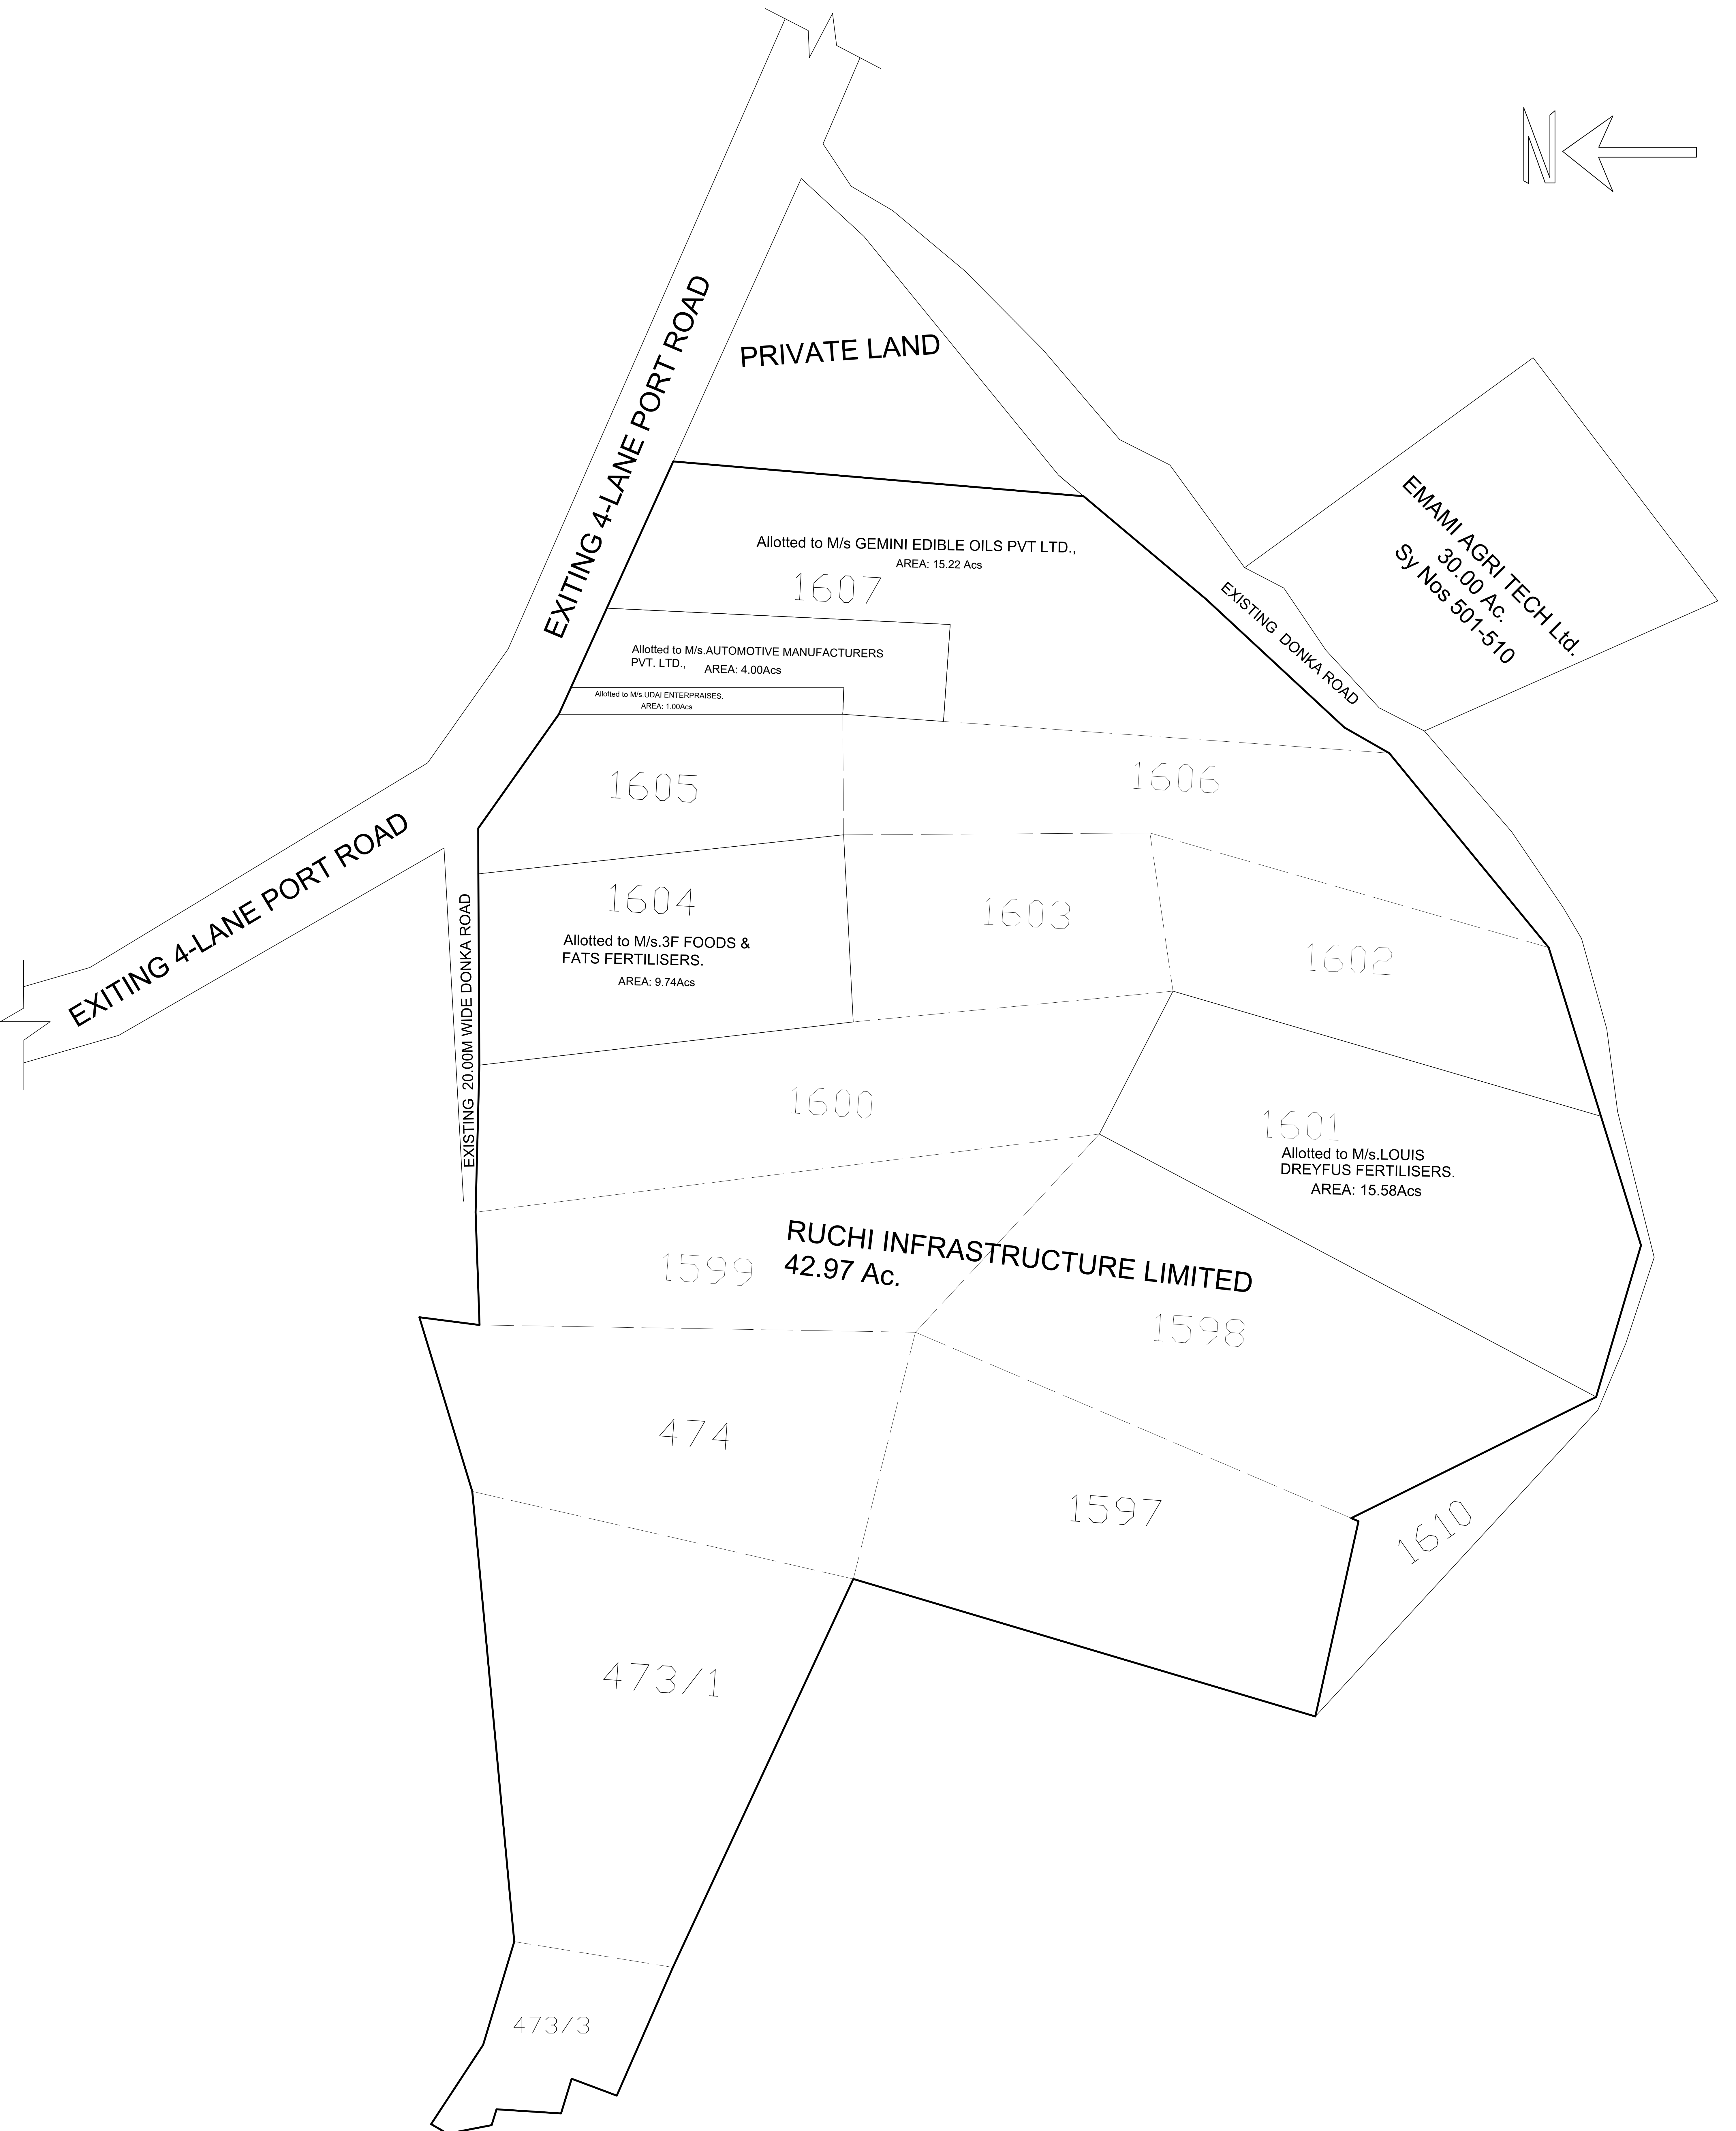 N
EXITING 4-LANE PORT ROAD
PRIVATE LAND
EMAMI AGRI TECH Ltd.
30.00 Ac.
Sy Nos 501-510
Allotted to M/s GEMINI EDIBLE OILS PVT LTD.,
AREA: 15.22 Acs
1607
EXISTING DONKA ROAD
Allotted to M/s.AUTOMOTIVE MANUFACTURERS
PVT. LTD., AREA: 4.00Acs
Allotted to M/s.UDAI ENTERPRAISES.
AREA: 1.00Acs
1605
1606
EXITING 4-LANE PORT ROAD
EXISTING 20.00M WIDE DONKA ROAD
1604
Allotted to M/s.3F FOODS &
FATS FERTILISERS.
AREA: 9.74Acs
1603
1602
1600
1601
Allotted to M/s.LOUIS
DREYFUS FERTILISERS.
AREA: 15.58Acs
RUCHI INFRASTRUCTURE LIMITED
42.97 Ac.
1599
1598
474
1597
1610
473/1
473/3